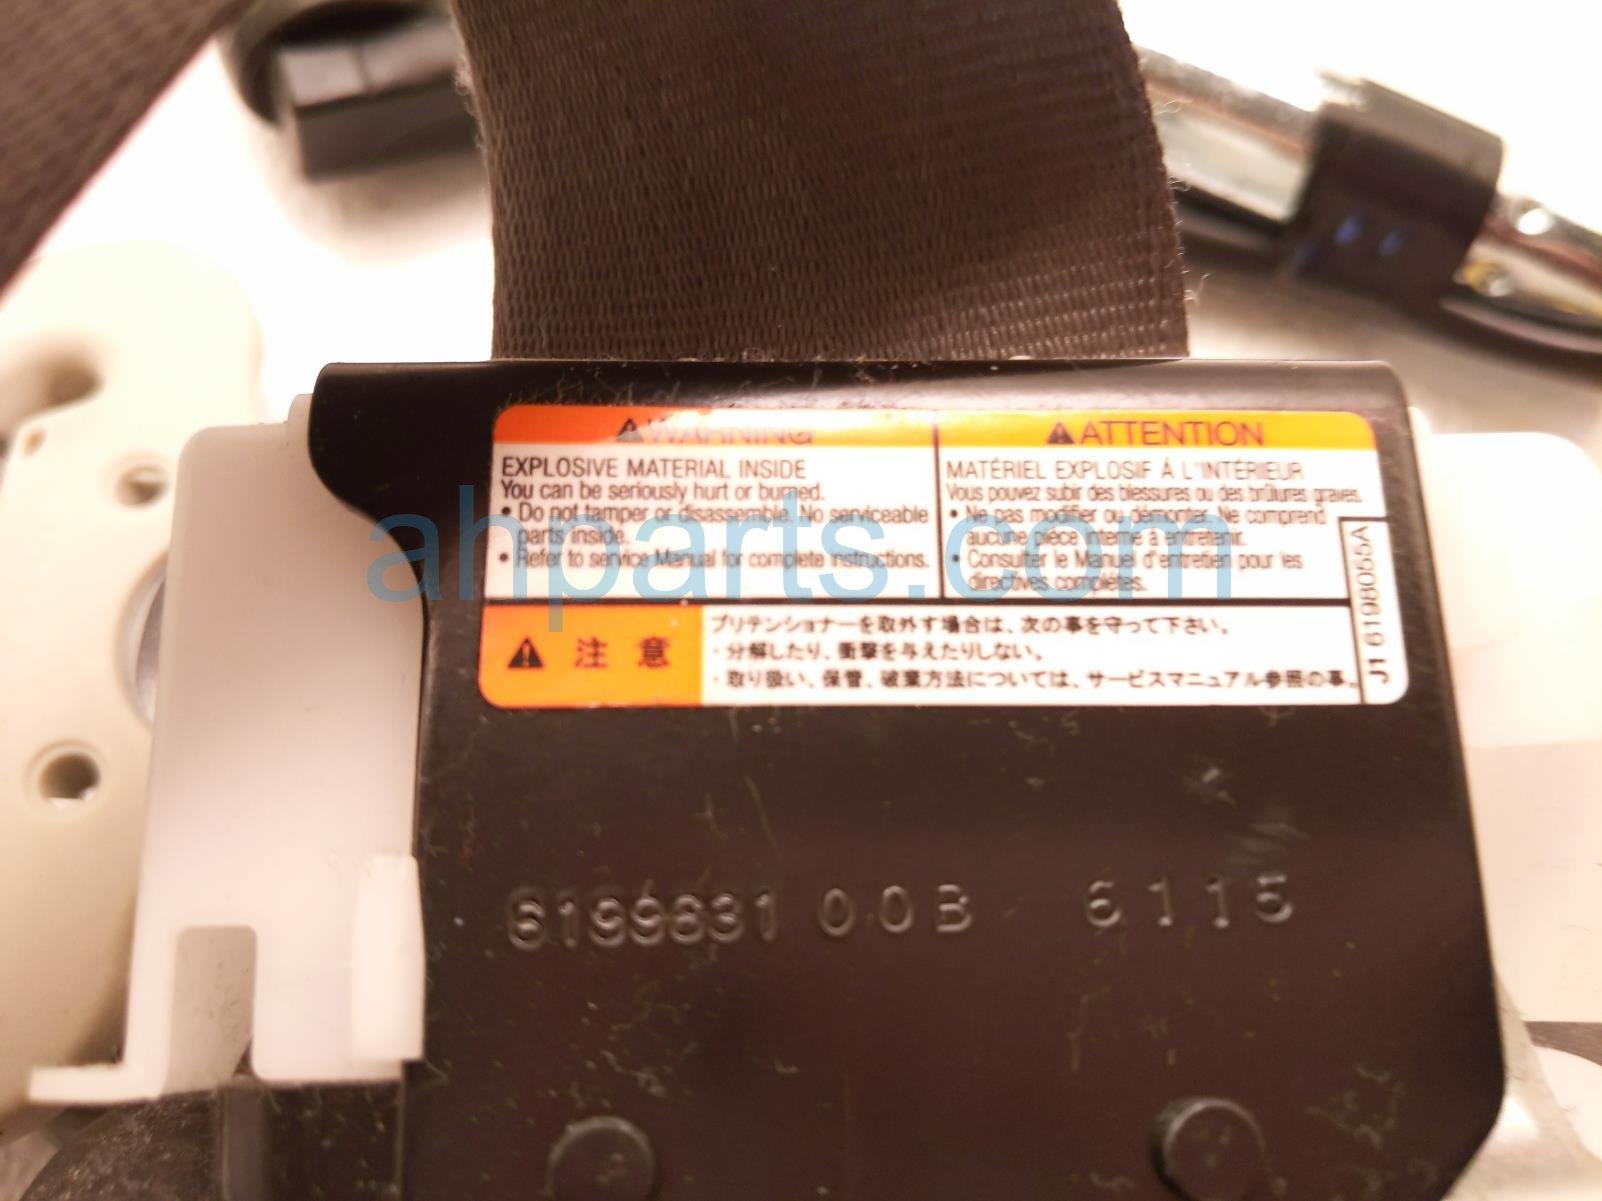 ⚠WARNING
EXPLOSIVE MATERIAL INSIDE
You can be seriously hurt or burned.
• Do not tamper or disassemble. No serviceable
parts inside.
• Refer to service Manual for complete instructions.
⚠ATTENTION
MATÉRIEL EXPLOSIF Á L'INTÉRIEUR
Vous pouvez subir des blessures ou des brûlures graves.
• Ne pas modifier ou démonter. Ne comprend
aucune piéce interne á entretenir.
• Consulter le Manuel d'entretien pour les
directives complétes.
J1 6198055A
⚠ 注意
プリテンショナーを取外す場合は、次の事を守って下さい。
・分解したり、衝撃を与えたりしない。
・取り扱い、保管、破棄方法については、サービスマニュアル参照の事。
ahparts.com
6199631 00B 6115